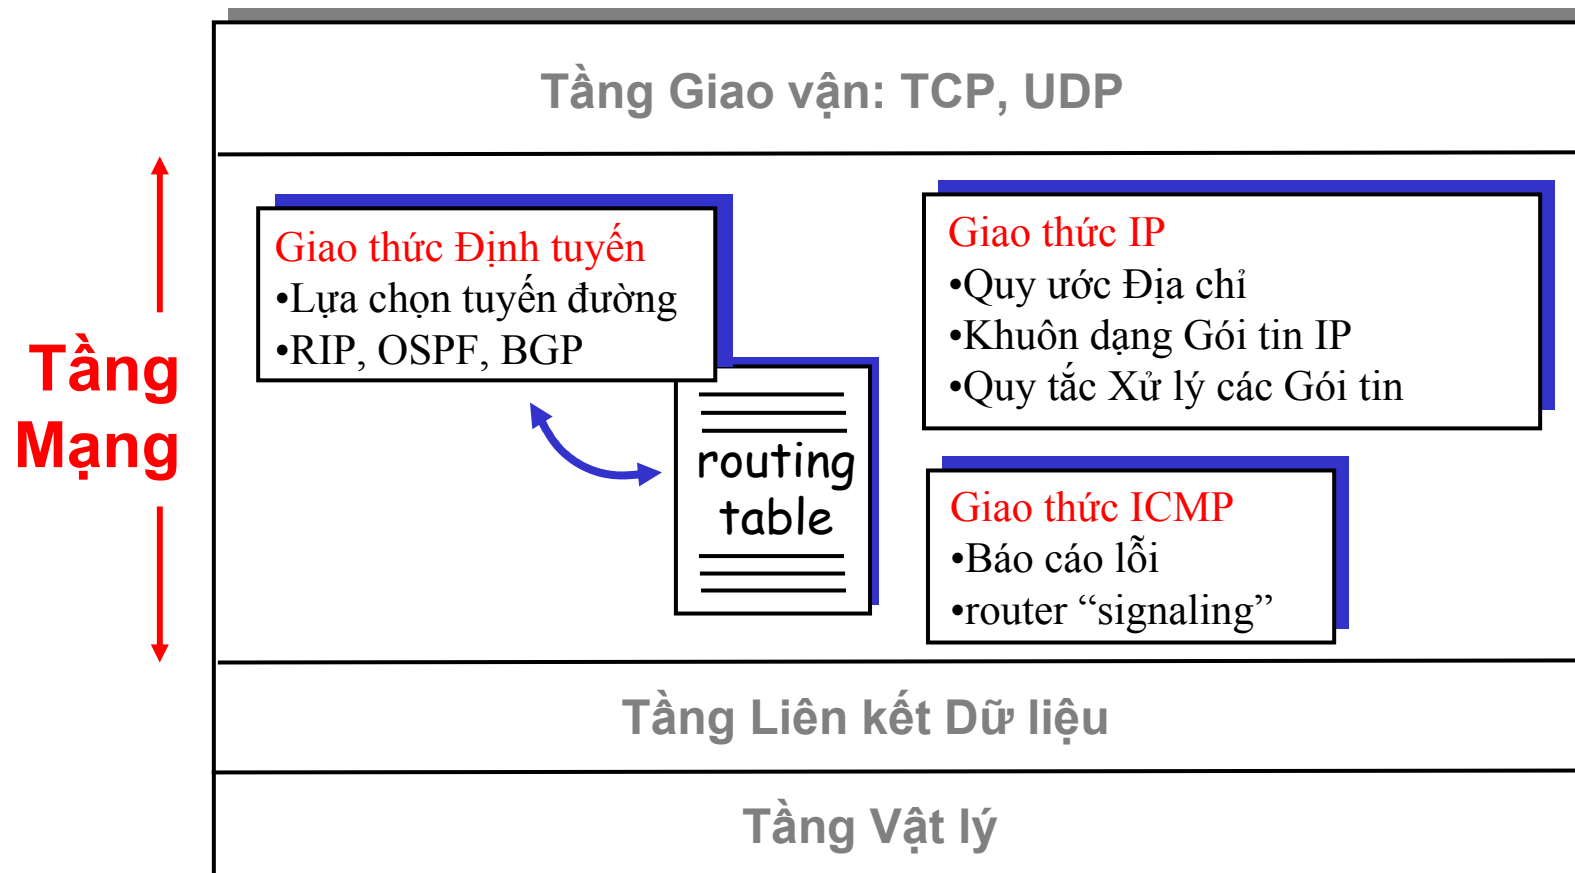 Tầng Giao vận: TCP, UDP
Tầng
Mạng
Giao thức Định tuyến
•Lựa chọn tuyến đường
•RIP, OSPF, BGP
routing
table
Giao thức IP
•Quy ước Địa chỉ
•Khuôn dạng Gói tin IP
•Quy tắc Xử lý các Gói tin
Giao thức ICMP
•Báo cáo lỗi
•router “signaling”
Tầng Liên kết Dữ liệu
Tầng Vật lý